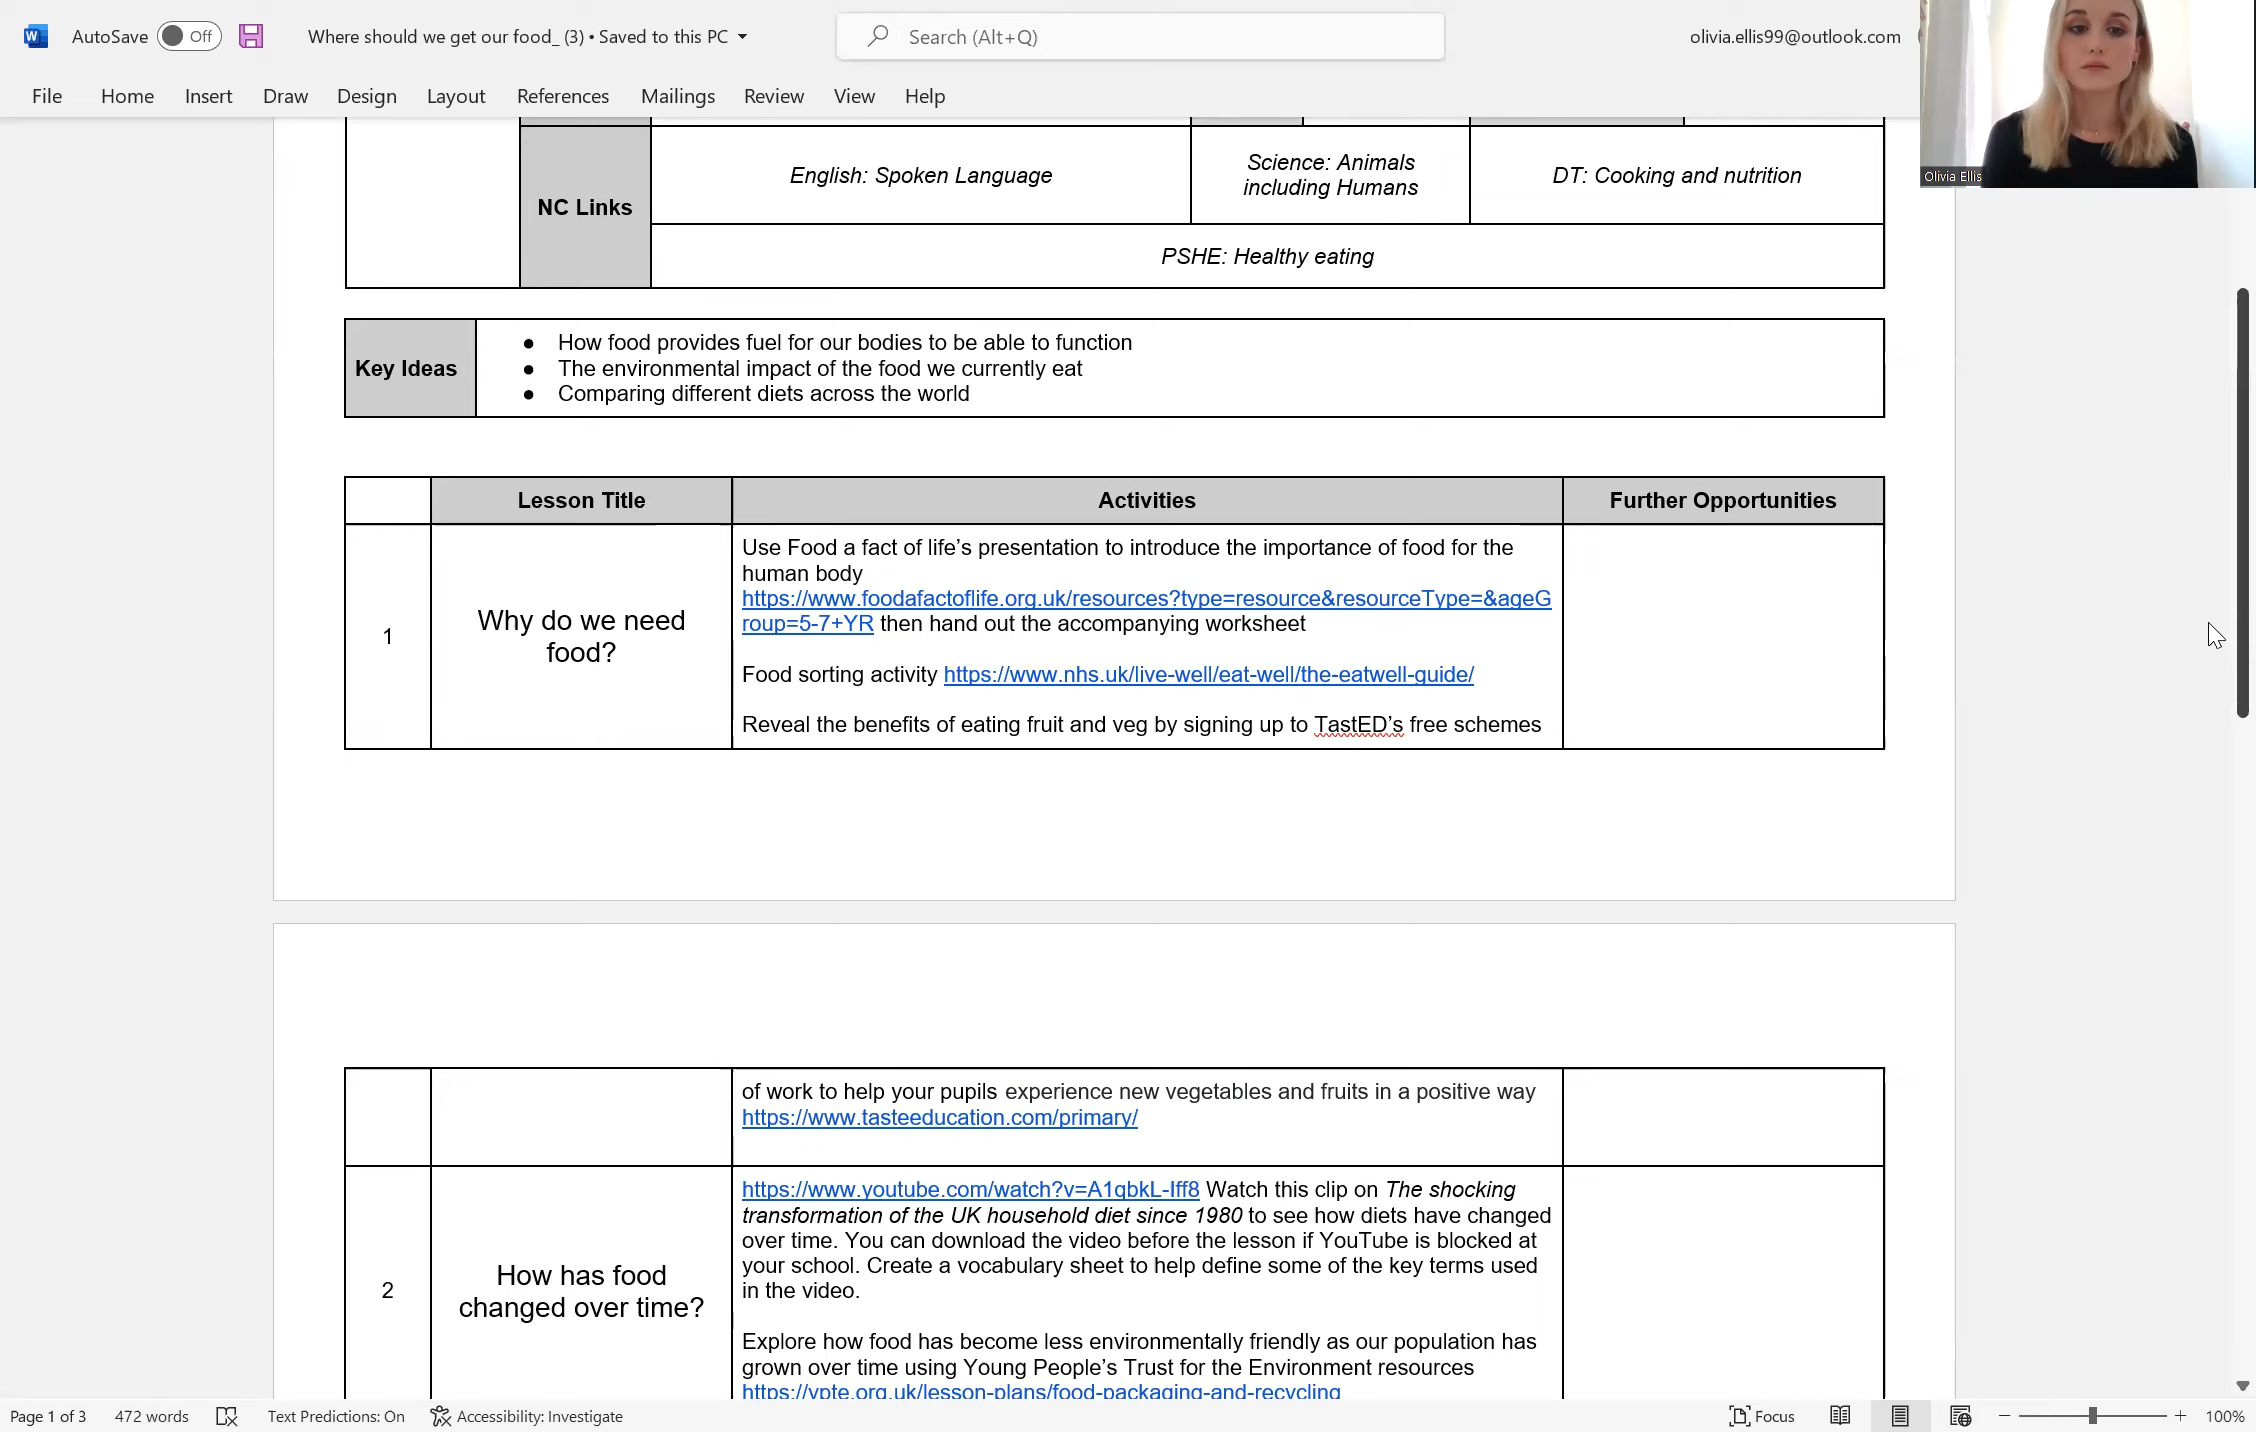 AutoSave Off Where should we get our food_ (3) • Saved to this PC Search (Alt+Q) olivia.ellis99@outlook.com
File Home Insert Draw Design Layout References Mailings Review View Help
Olivia Ellis
NC Links
English: Spoken Language
Science: Animals
including Humans
DT: Cooking and nutrition
PSHE: Healthy eating
Key Ideas
● How food provides fuel for our bodies to be able to function
● The environmental impact of the food we currently eat
● Comparing different diets across the world
Lesson Title Activities Further Opportunities
1
Why do we need
food?
Use Food a fact of life’s presentation to introduce the importance of food for the
human body
https://www.foodafactoflife.org.uk/resources?type=resource&resourceType=&ageG
roup=5-7+YR then hand out the accompanying worksheet
Food sorting activity https://www.nhs.uk/live-well/eat-well/the-eatwell-guide/
Reveal the benefits of eating fruit and veg by signing up to TastED’s free schemes
of work to help your pupils experience new vegetables and fruits in a positive way
https://www.tasteeducation.com/primary/
2
How has food
changed over time?
https://www.youtube.com/watch?v=A1qbkL-Iff8 Watch this clip on The shocking
transformation of the UK household diet since 1980 to see how diets have changed
over time. You can download the video before the lesson if YouTube is blocked at
your school. Create a vocabulary sheet to help define some of the key terms used
in the video.
Explore how food has become less environmentally friendly as our population has
grown over time using Young People’s Trust for the Environment resources
https://ypte.org.uk/lesson-plans/food-packaging-and-recycling
Page 1 of 3 472 words Text Predictions: On Accessibility: Investigate Focus 100%